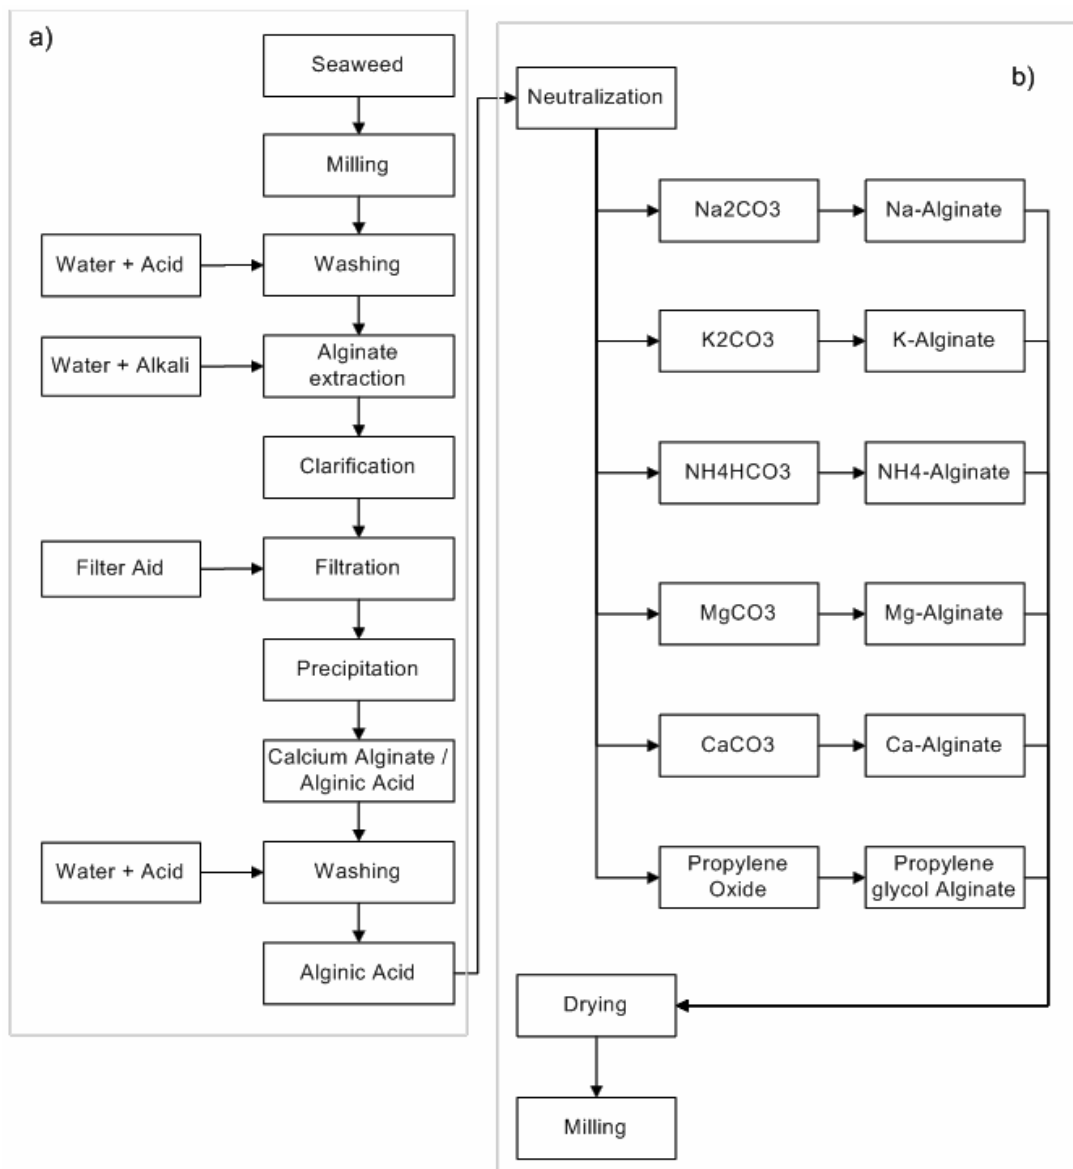 a)
Seaweed
Milling
Water + Acid
Washing
Water + Alkali
Alginate
extraction
Clarification
Filter Aid
Filtration
Precipitation
Calcium Alginate /
Alginic Acid
Water + Acid
Washing
Alginic Acid
b)
Neutralization
Na2CO3
Na-Alginate
K2CO3
K-Alginate
NH4HCO3
NH4-Alginate
MgCO3
Mg-Alginate
CaCO3
Ca-Alginate
Propylene
Oxide
Propylene
glycol Alginate
Drying
Milling